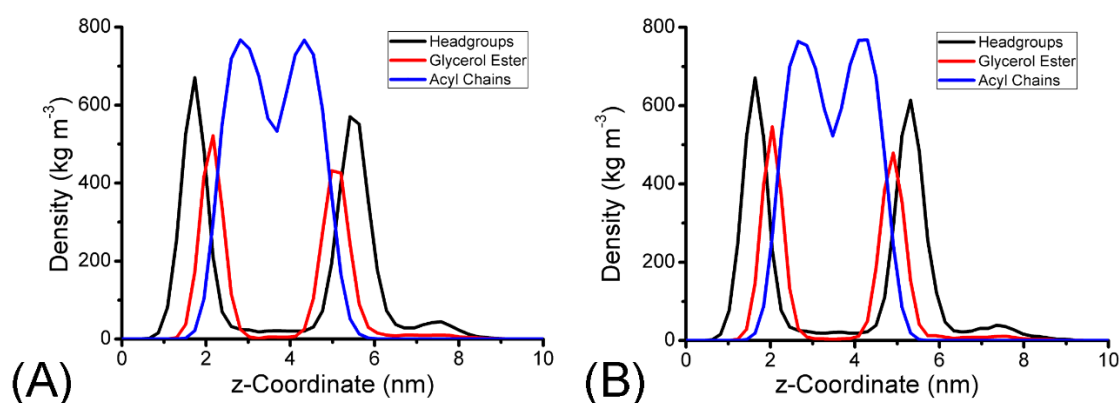 800
600
400
200
0
Density (kg m-3)
0 2 4 6 8 10
z-Coordinate (nm)
Headgroups
Glycerol Ester
Acyl Chains
(A)
800
600
400
200
0
Density (kg m-3)
0 2 4 6 8 10
z-Coordinate (nm)
Headgroups
Glycerol Ester
Acyl Chains
(B)